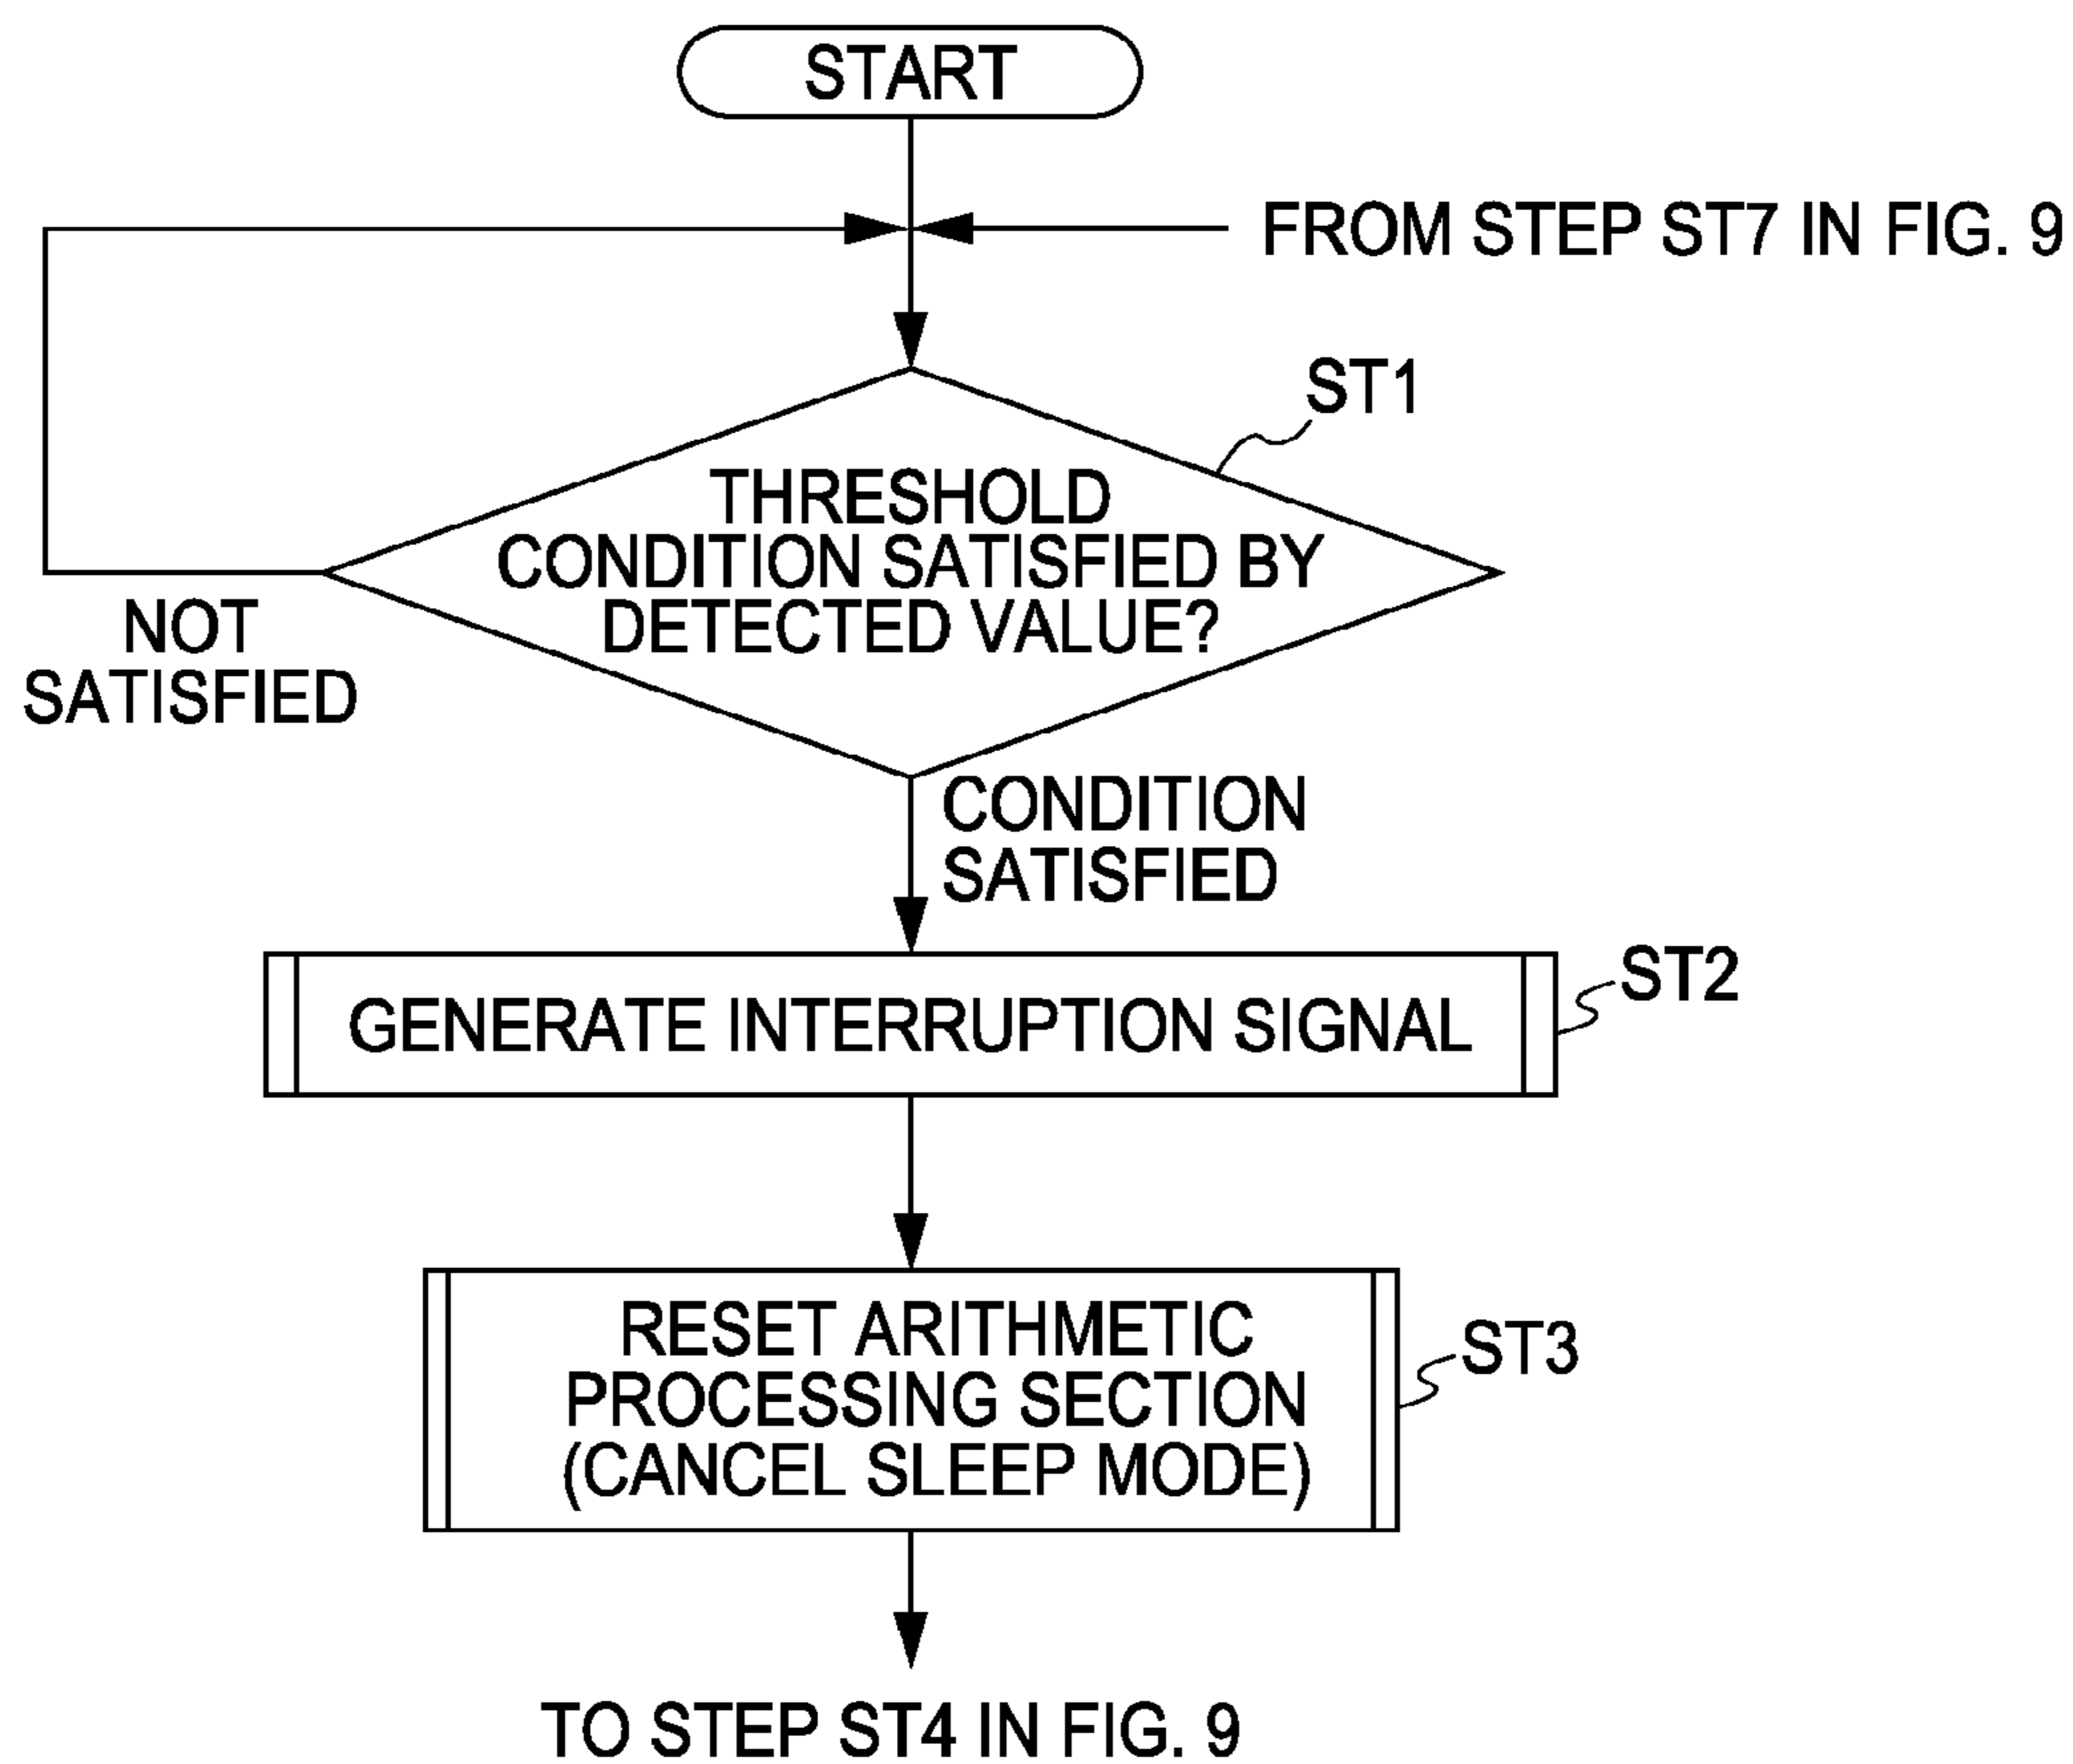 START
FROM STEP ST7 IN FIG. 9
ST1
THRESHOLD
CONDITION SATISFIED BY
DETECTED VALUE?
NOT
SATISFIED
CONDITION
SATISFIED
GENERATE INTERRUPTION SIGNAL
ST2
RESET ARITHMETIC
PROCESSING SECTION
(CANCEL SLEEP MODE)
ST3
TO STEP ST4 IN FIG. 9